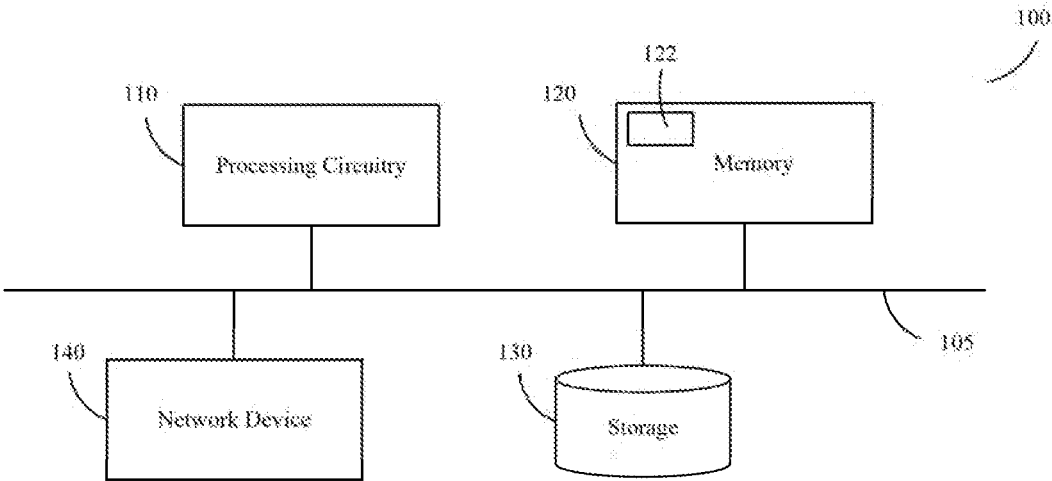 100
122
110
120
Processing Circuitry
Memory
105
140
130
Network Device
Storage